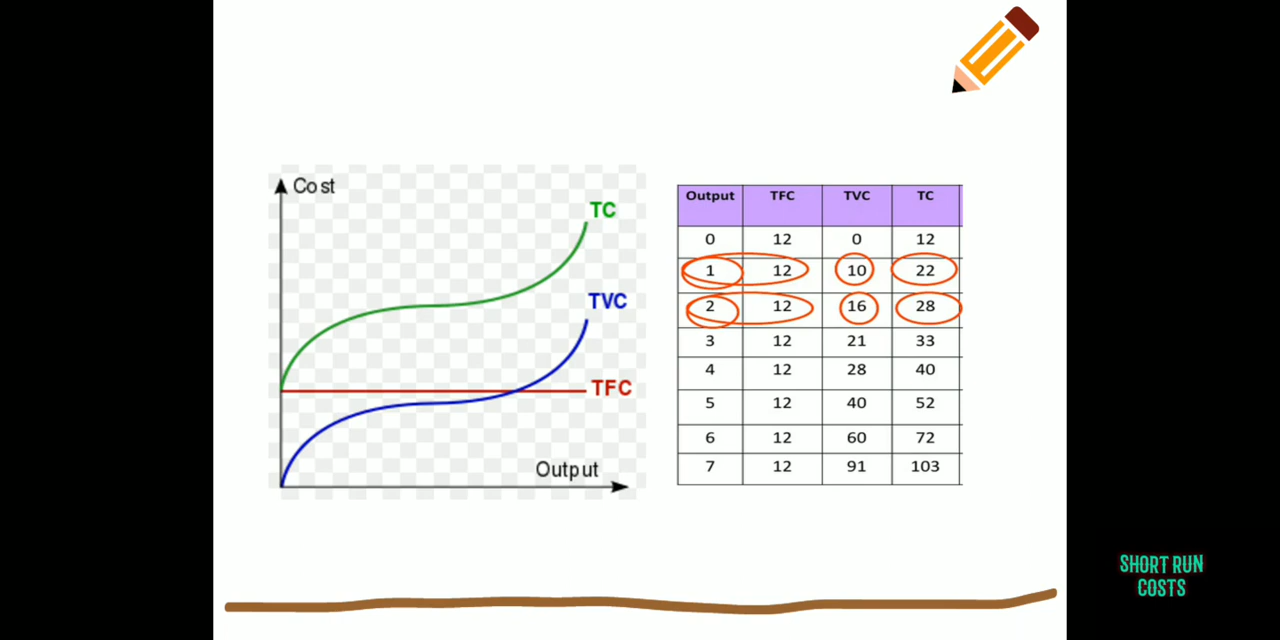 Cost
TC
TVC
TFC
Output
Output TFC TVC TC
0 12 0 12
1 12 10 22
2 12 16 28
3 12 21 33
4 12 28 40
5 12 40 52
6 12 60 72
7 12 91 103
SHORT RUN
COSTS